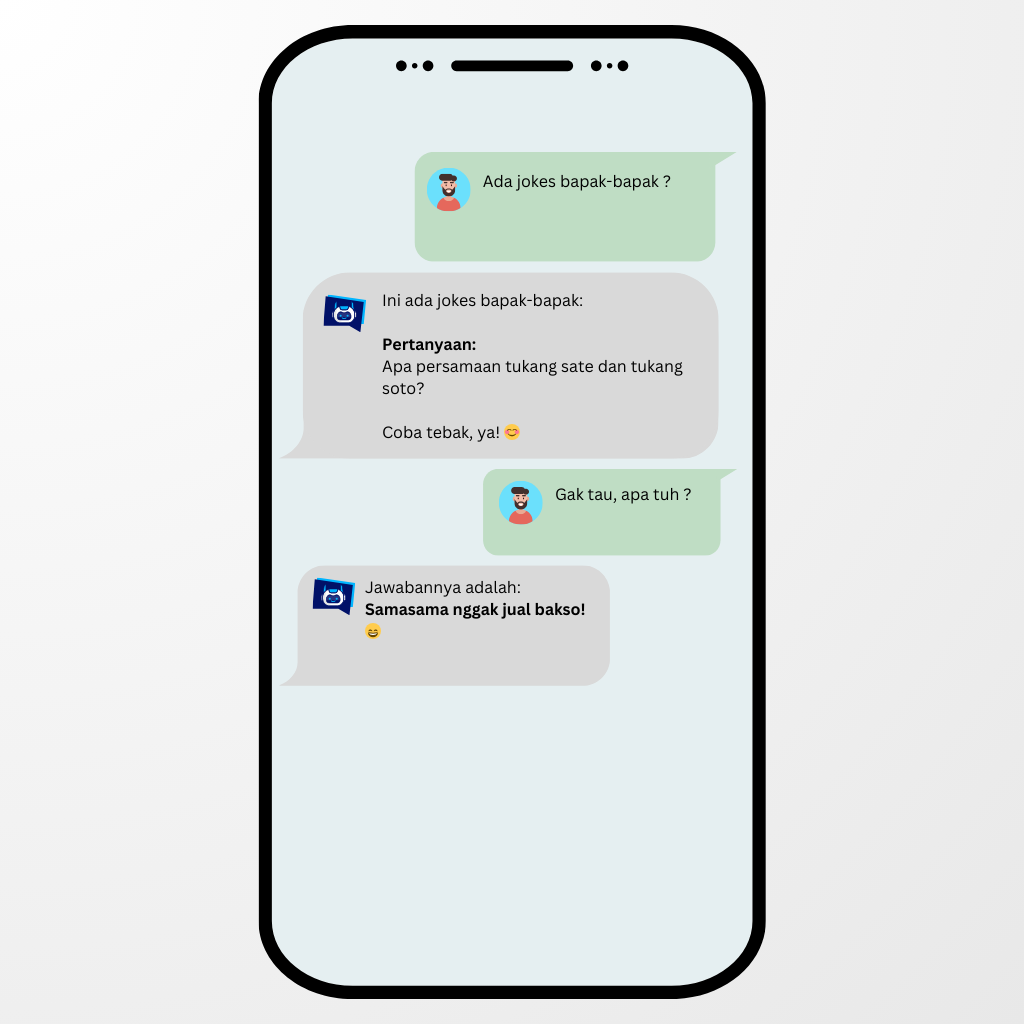 Ada jokes bapak-bapak ?
Ini ada jokes bapak-bapak:
Pertanyaan:
Apa persamaan tukang sate dan tukang
soto?
Coba tebak, ya! 😊
Gak tau, apa tuh ?
Jawabannya adalah:
Samasama nggak jual bakso!
😄